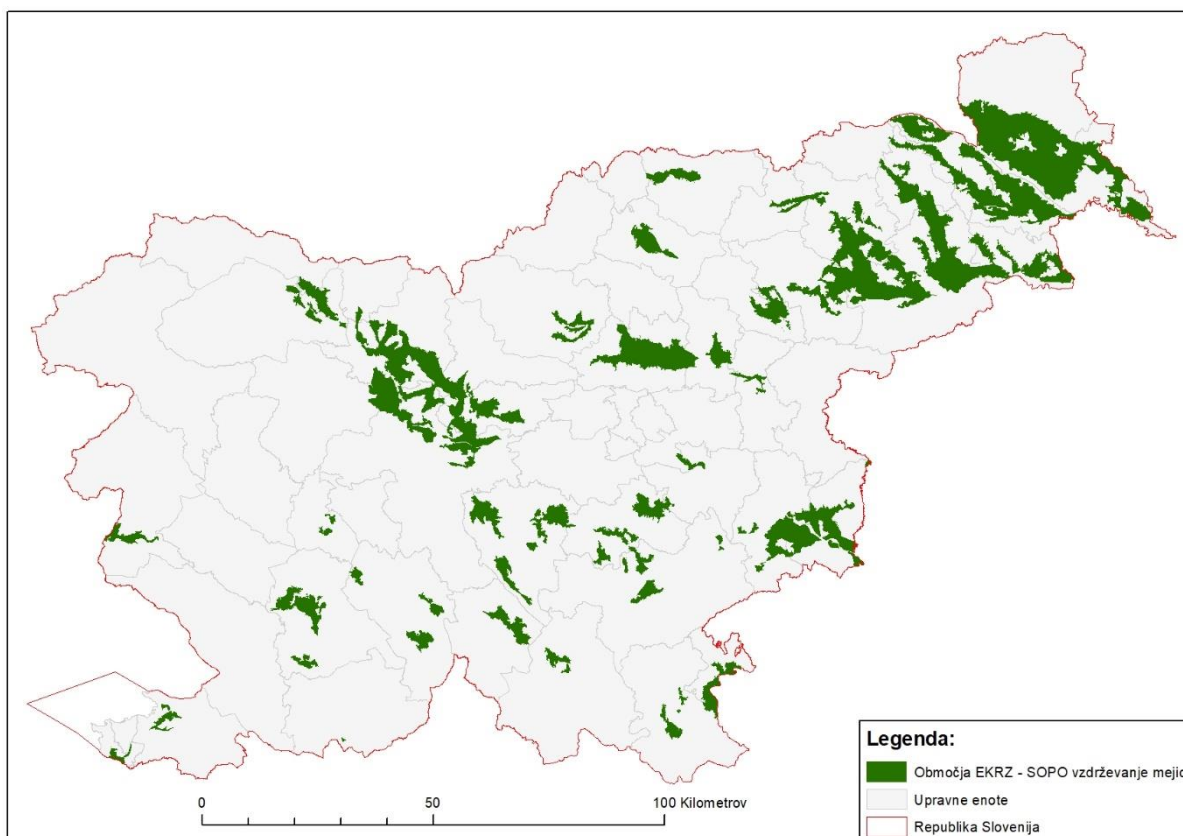 0 50 100 Kilometrov
Legenda:
Območja EKRZ - SOPO vzdrževanje mejic
Upravne enote
Republika Slovenija